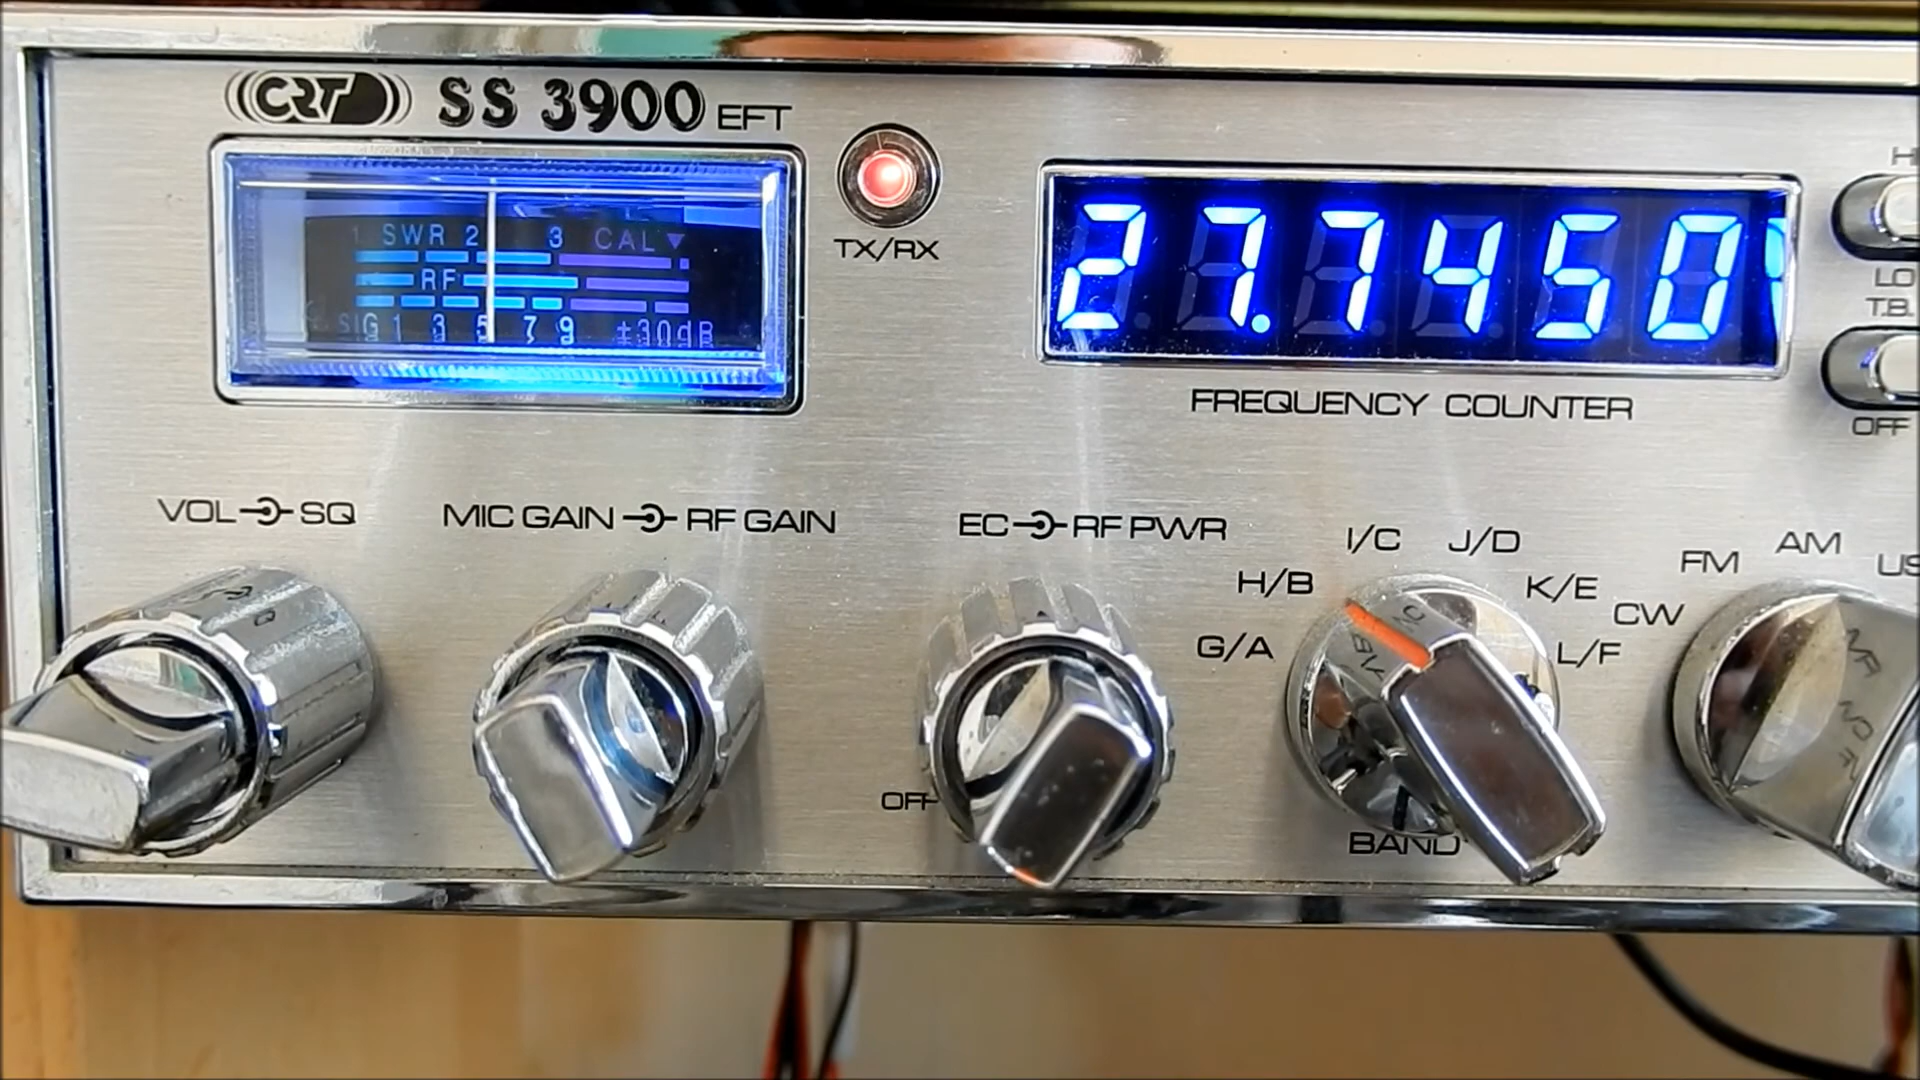 CRT SS 3900 EFT
1 SWR 2 3 CAL
RF
SIG 1 3 5 7 9 ±30dB
TX/RX
27.7450
FREQUENCY COUNTER
LO
T.B.
OFF
VOL SQ
MIC GAIN RF GAIN
EC RF PWR
OFF
G/A H/B I/C J/D K/E L/F
BAND
CW FM AM